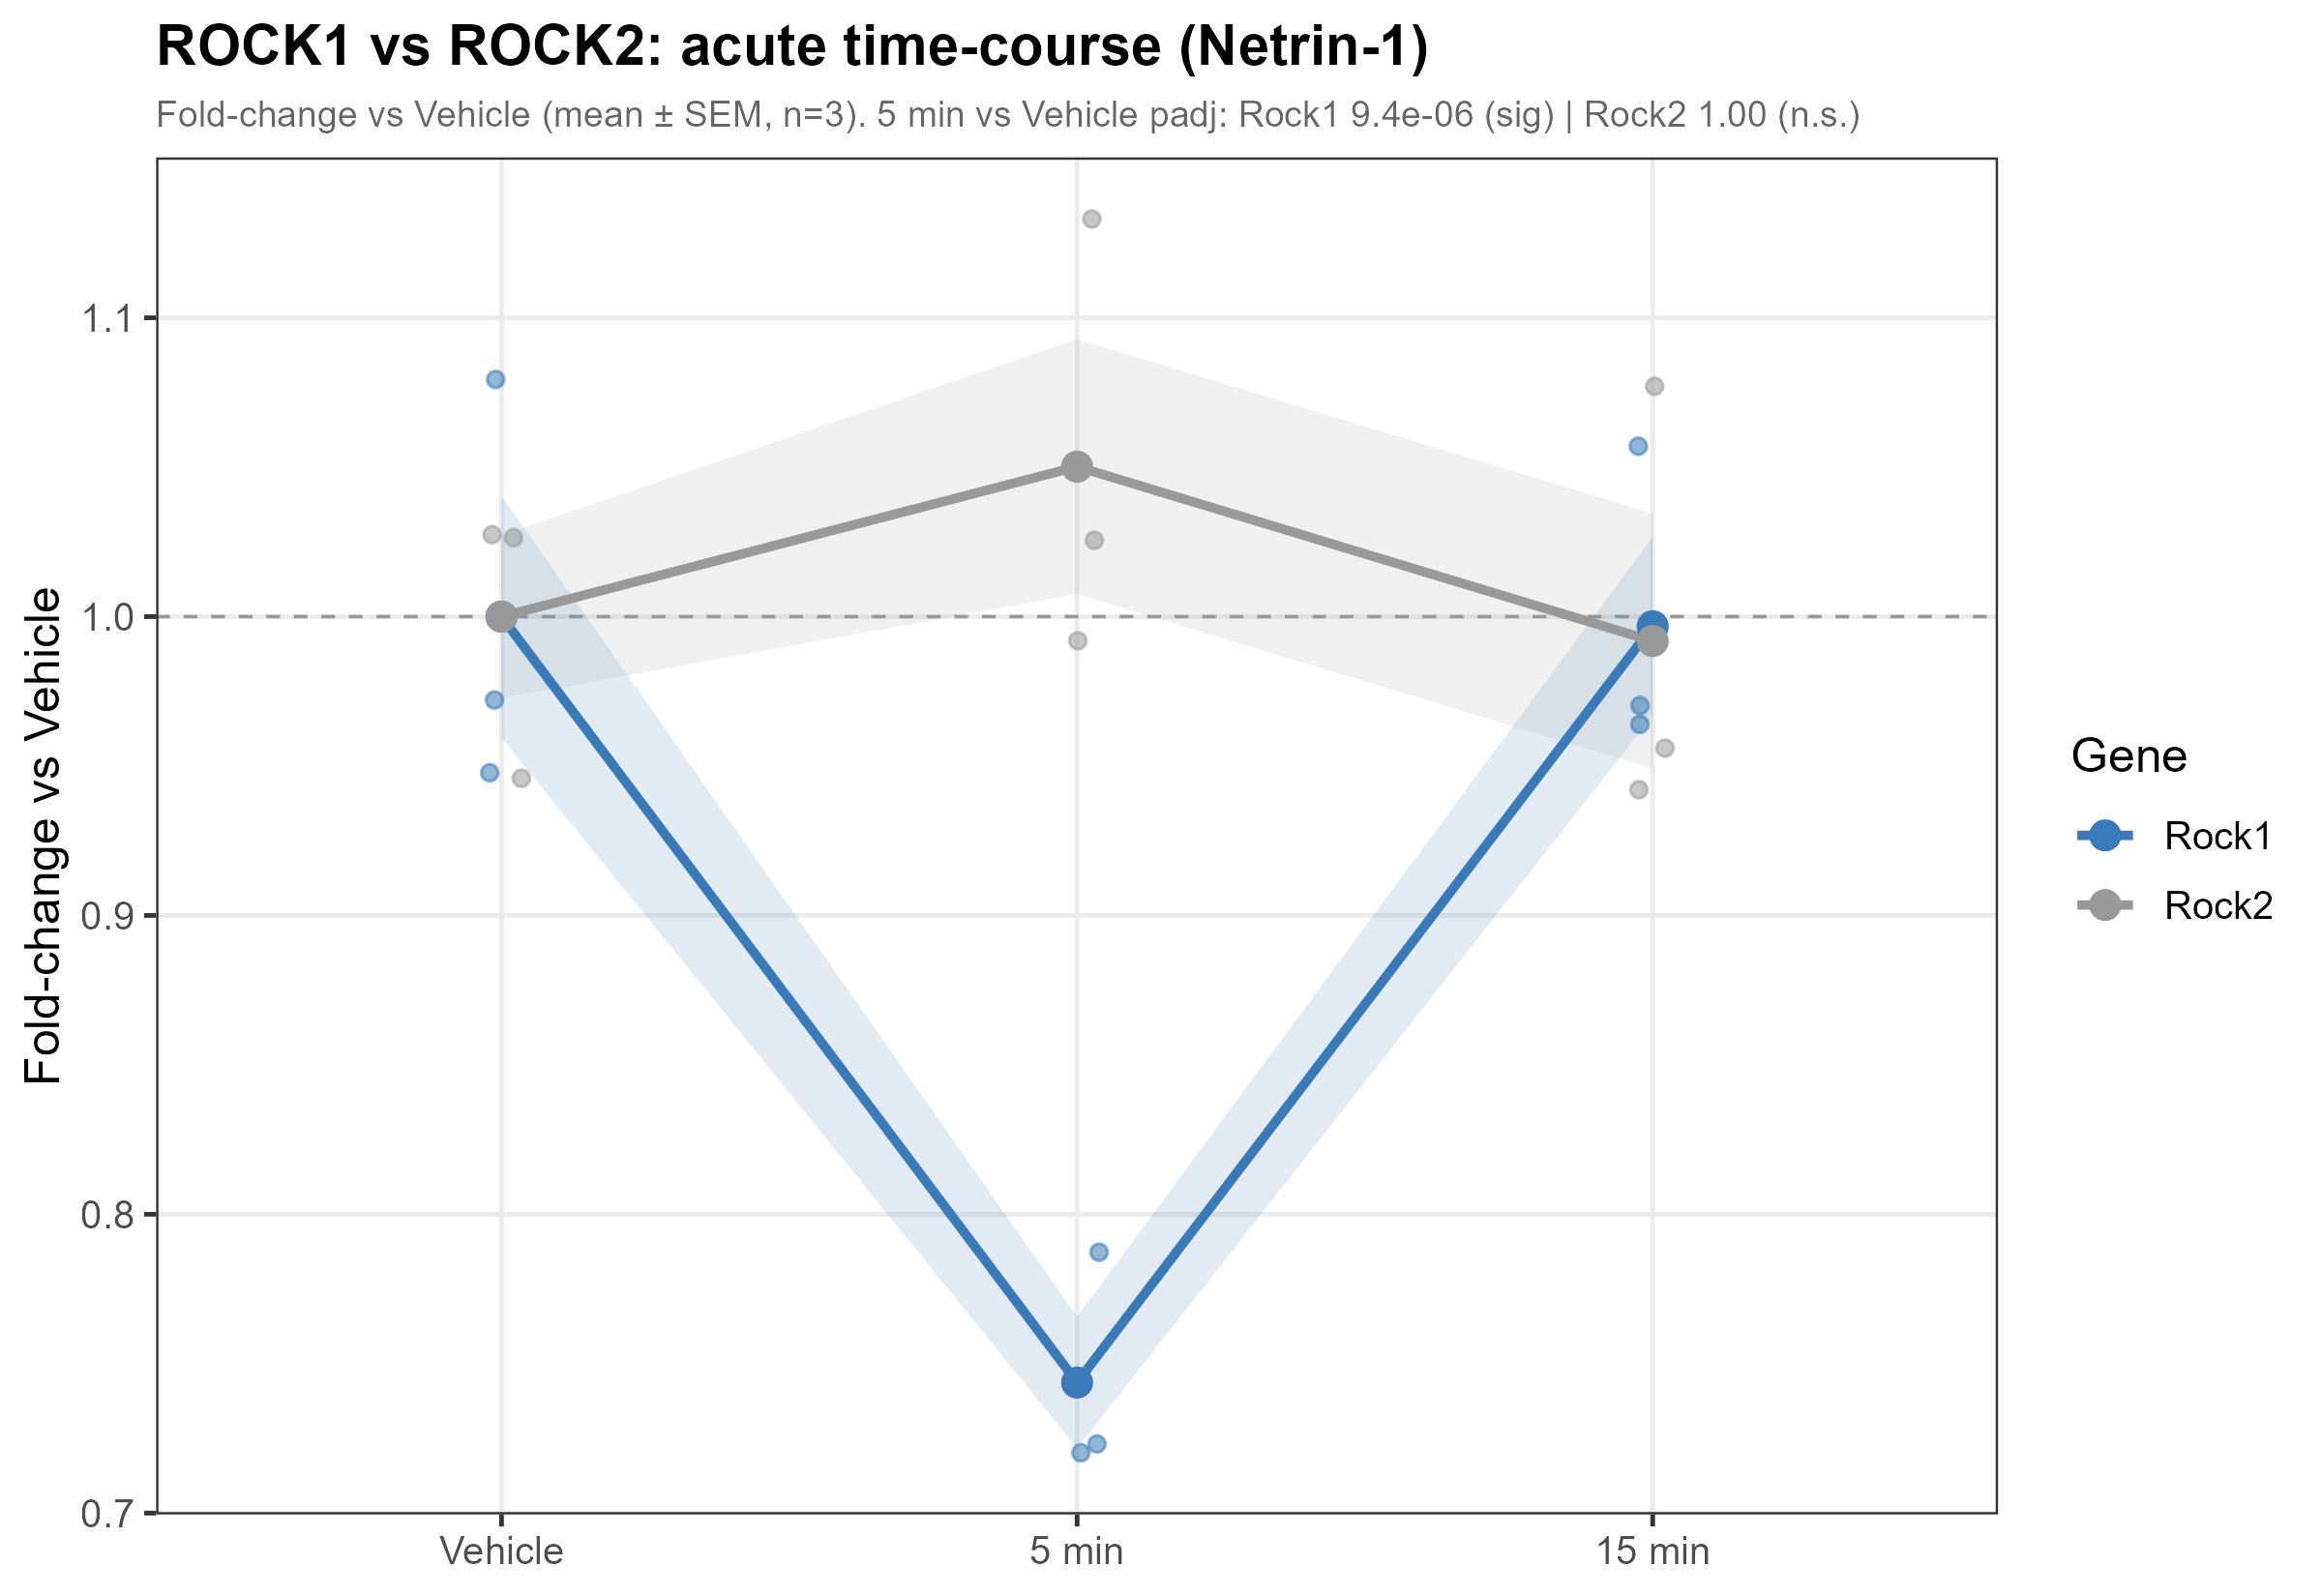 ROCK1 vs ROCK2: acute time-course (Netrin-1)
Fold-change vs Vehicle (mean ± SEM, n=3). 5 min vs Vehicle padj: Rock1 9.4e-06 (sig) | Rock2 1.00 (n.s.)
Fold-change vs Vehicle
1.1
1.0
0.9
0.8
0.7
Vehicle
5 min
15 min
Gene
Rock1
Rock2